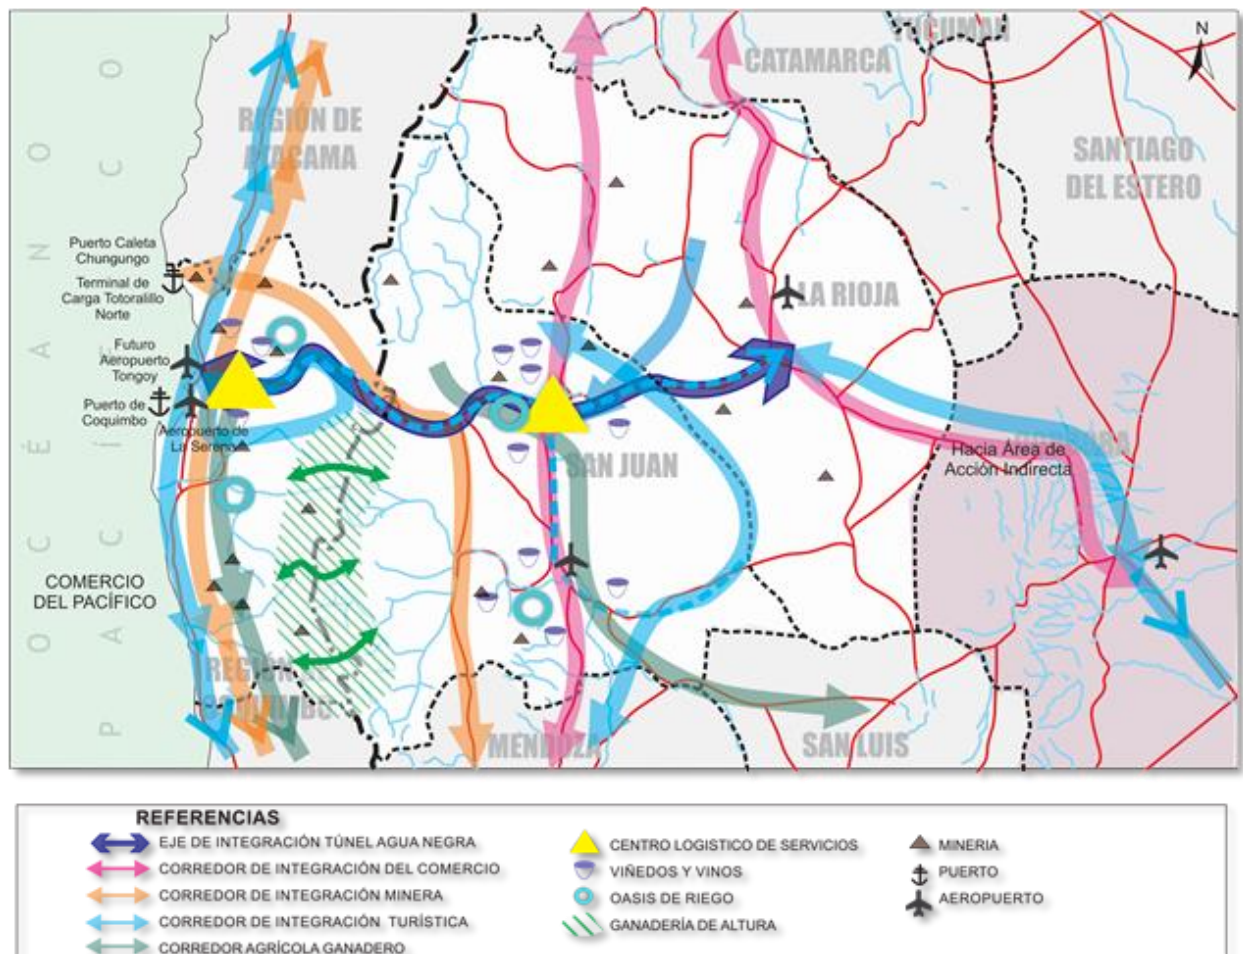 TUCUMAN
N
CATAMARCA
REGIÓN DE
ATACAMA
SANTIAGO
DEL ESTERO
OCÉANO
PACÍFICO
Puerto Caleta
Chungungo
Terminal de
Carga Totoralillo
Norte
LA RIOJA
Futuro
Aeropuerto
Tongoy
Puerto de
Coquimbo
Aeropuerto de
La Serena
SAN JUAN
Hacia Área de
Acción Indirecta
COMERCIO
DEL PACÍFICO
REGIÓN DE
MENDOZA
SAN LUIS
REFERENCIAS
EJE DE INTEGRACIÓN TÚNEL AGUA NEGRA
CORREDOR DE INTEGRACIÓN DEL COMERCIO
CORREDOR DE INTEGRACIÓN MINERA
CORREDOR DE INTEGRACIÓN TURÍSTICA
CORREDOR AGRÍCOLA GANADERO
CENTRO LOGISTICO DE SERVICIOS
VIÑEDOS Y VINOS
OASIS DE RIEGO
GANADERÍA DE ALTURA
MINERIA
PUERTO
AEROPUERTO